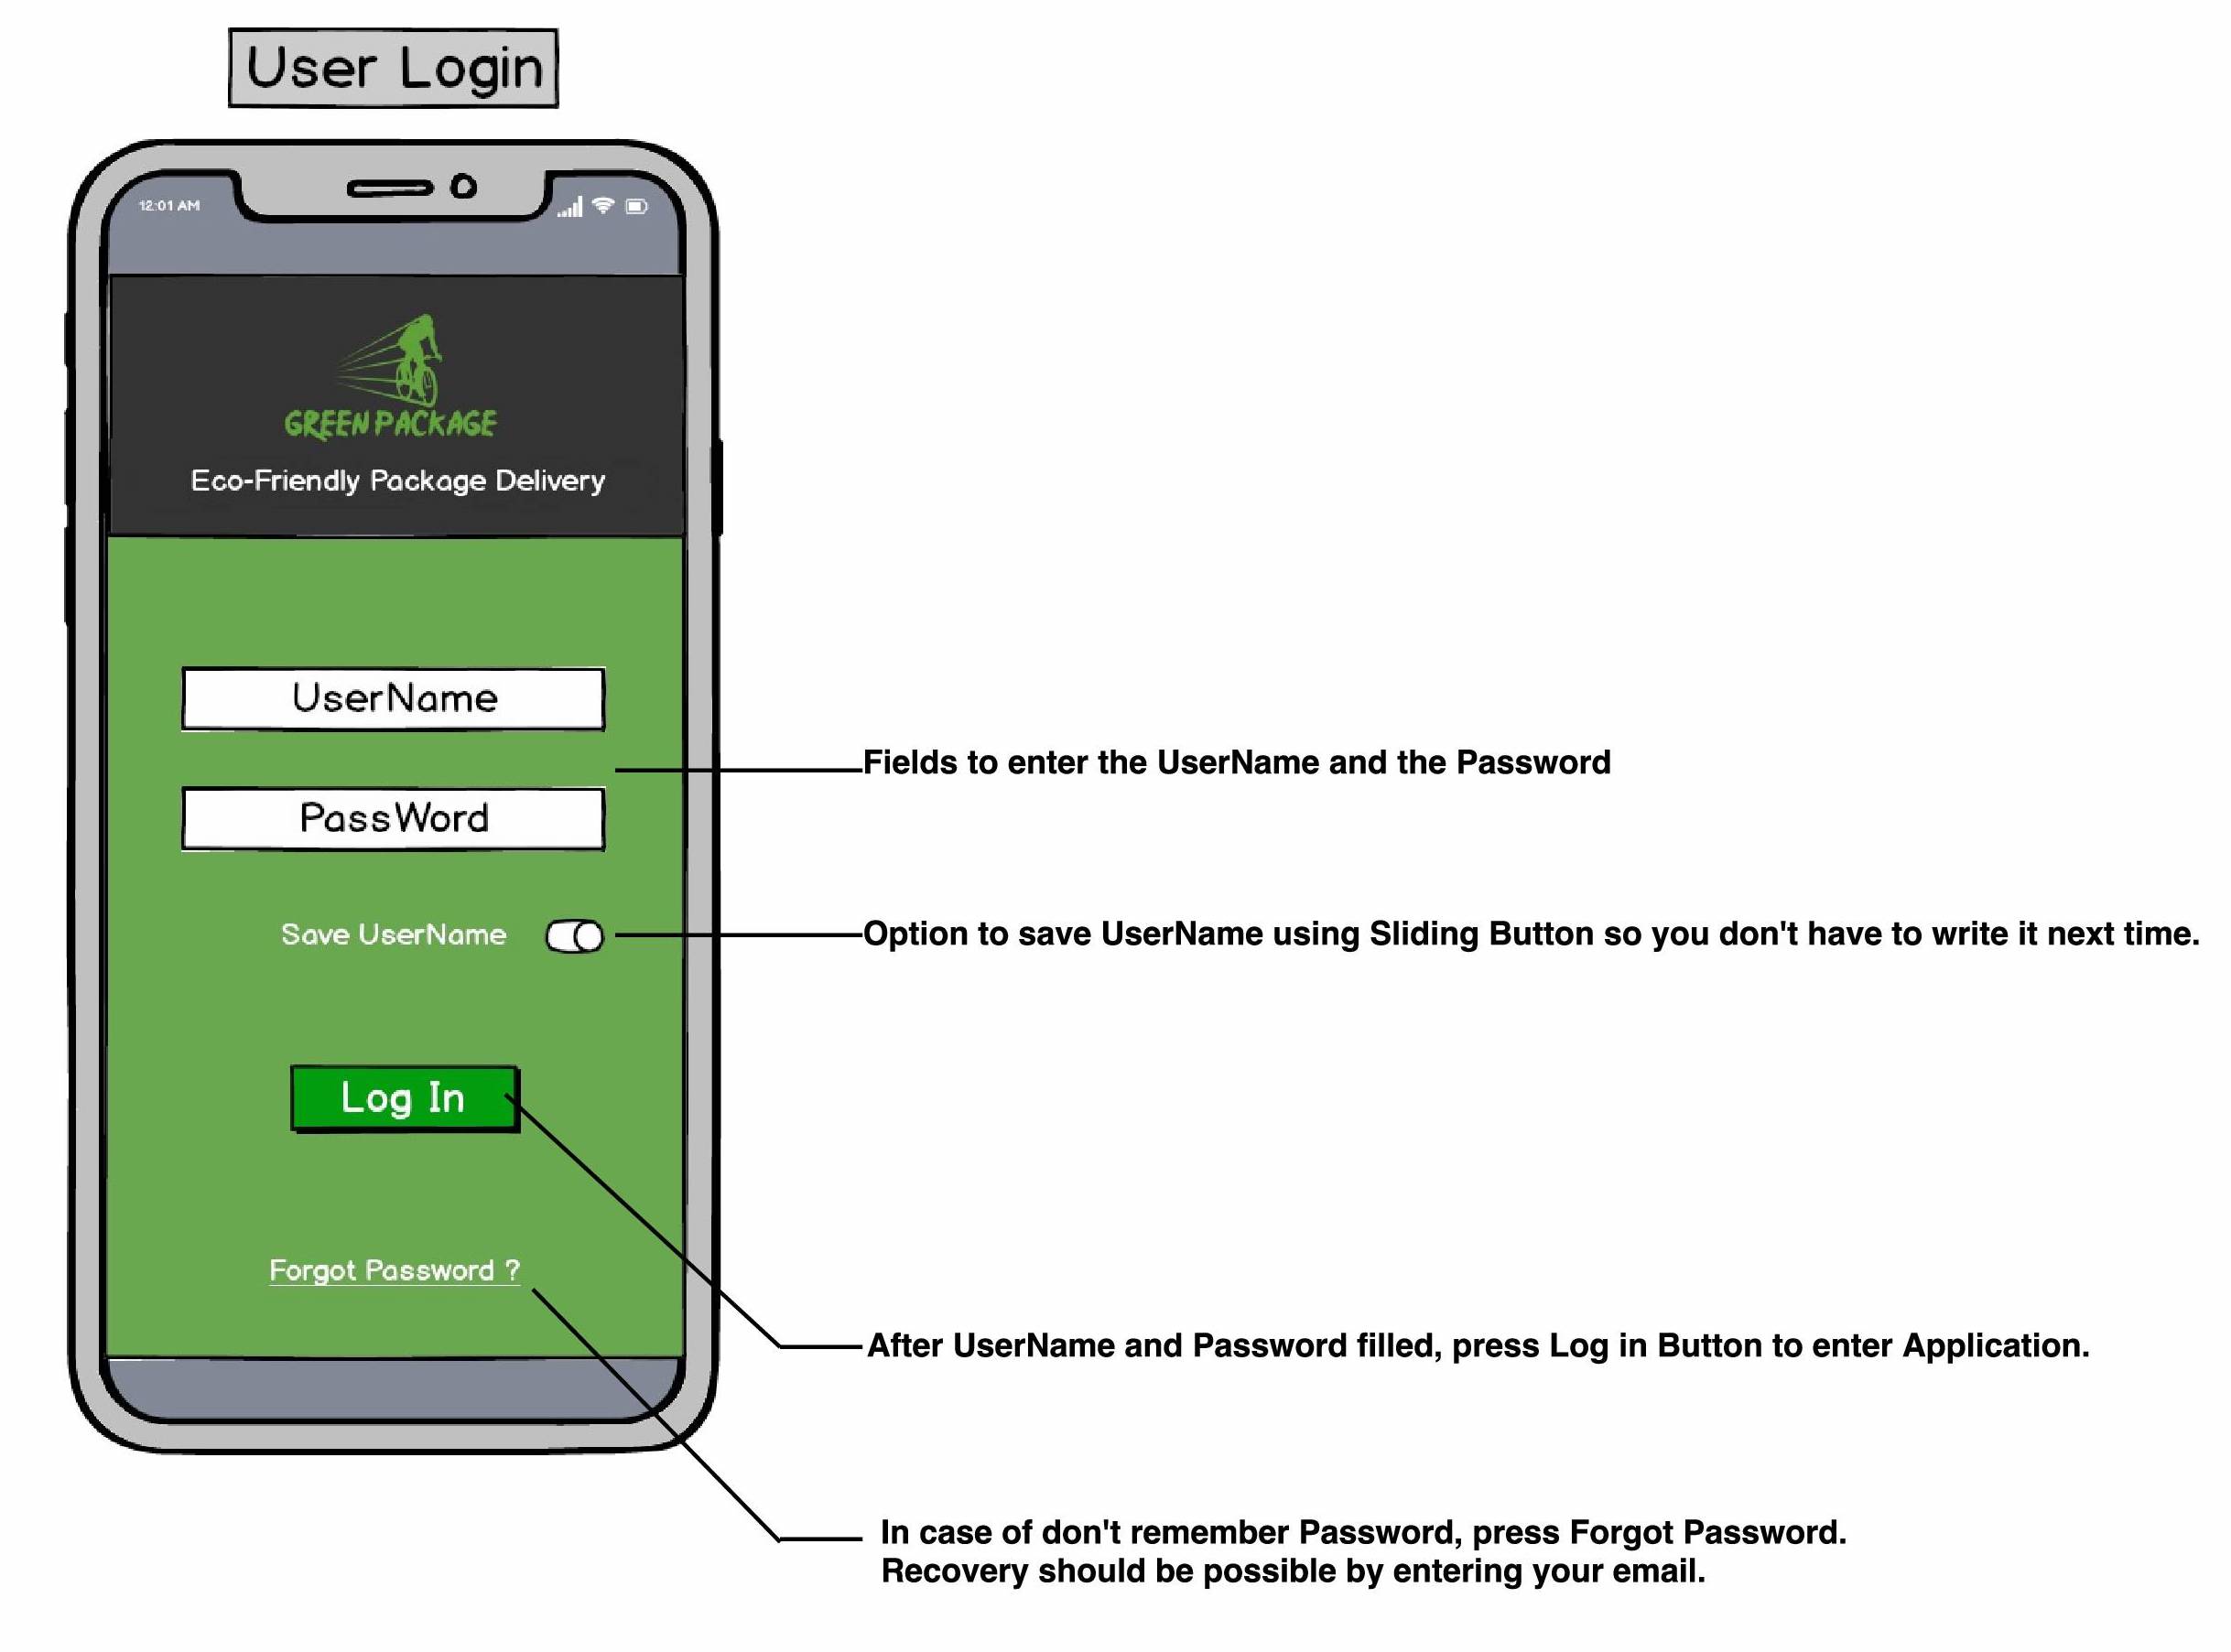 User Login
12:01 AM
GREEN PACKAGE
Eco-Friendly Package Delivery
UserName
Fields to enter the UserName and the Password
PassWord
Save UserName
Option to save UserName using Sliding Button so you don't have to write it next time.
Log In
Forgot Password ?
After UserName and Password filled, press Log in Button to enter Application.
In case of don't remember Password, press Forgot Password.
Recovery should be possible by entering your email.